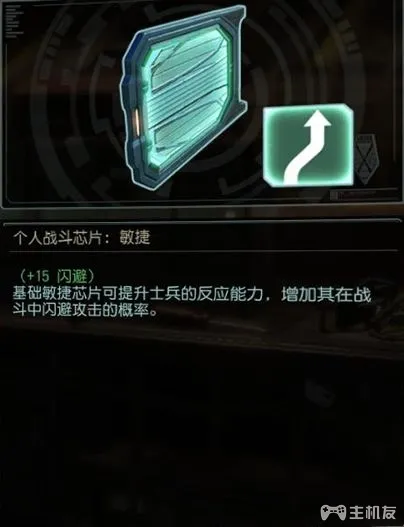 个人战斗芯片：敏捷
（+15 闪避）
基础敏捷芯片可提升士兵的反应能力，增加其在战
斗中闪避攻击的概率。
主机友